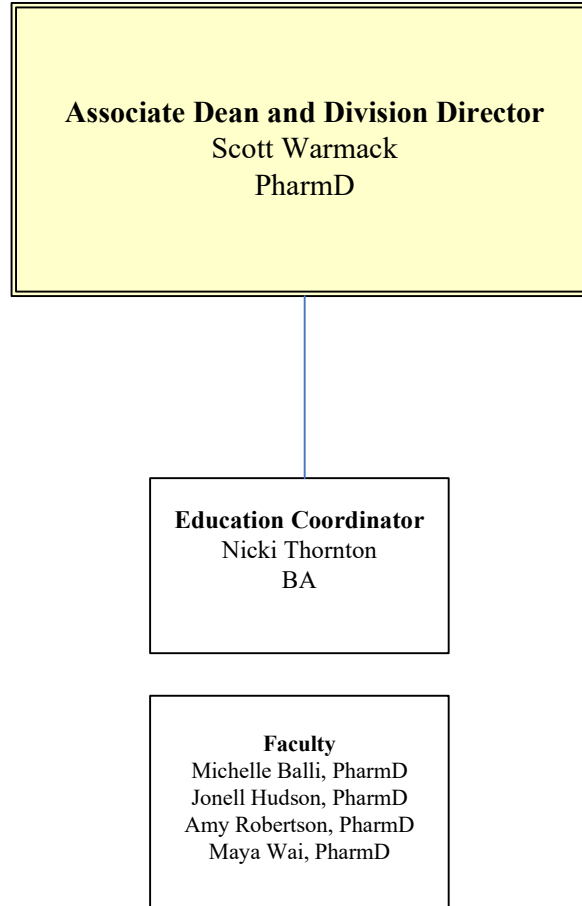 Associate Dean and Division Director
Scott Warmack
PharmD
Education Coordinator
Nicki Thornton
BA
Faculty
Michelle Balli, PharmD
Jonell Hudson, PharmD
Amy Robertson, PharmD
Maya Wai, PharmD